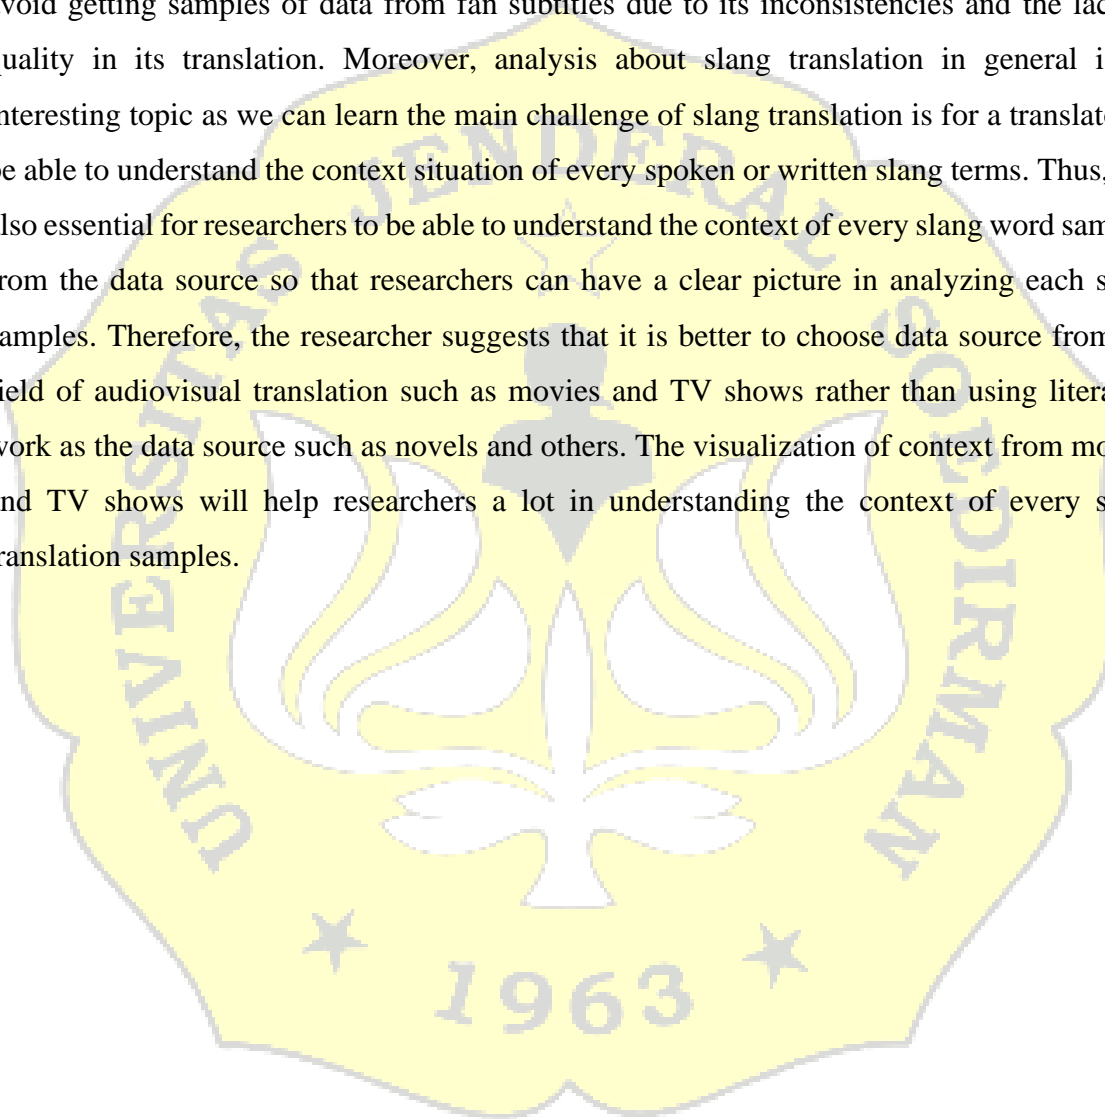 avoid getting samples of data from fan subtitles due to its inconsistencies and the lac
quality in its translation. Moreover, analysis about slang translation in general i
nteresting topic as we can learn the main challenge of slang translation is for a translato
be able to understand the context situation of every spoken or written slang terms. Thus,
also essential for researchers to be able to understand the context of every slang word sam
from the data source so that researchers can have a clear picture in analyzing each s
amples. Therefore, the researcher suggests that it is better to choose data source from
field of audiovisual translation such as movies and TV shows rather than using litera
work as the data source such as novels and others. The visualization of context from mo
and TV shows will help researchers a lot in understanding the context of every s
ranslation samples.
UNIVERSITAS JENDERAL SOEDIRMAN
1963